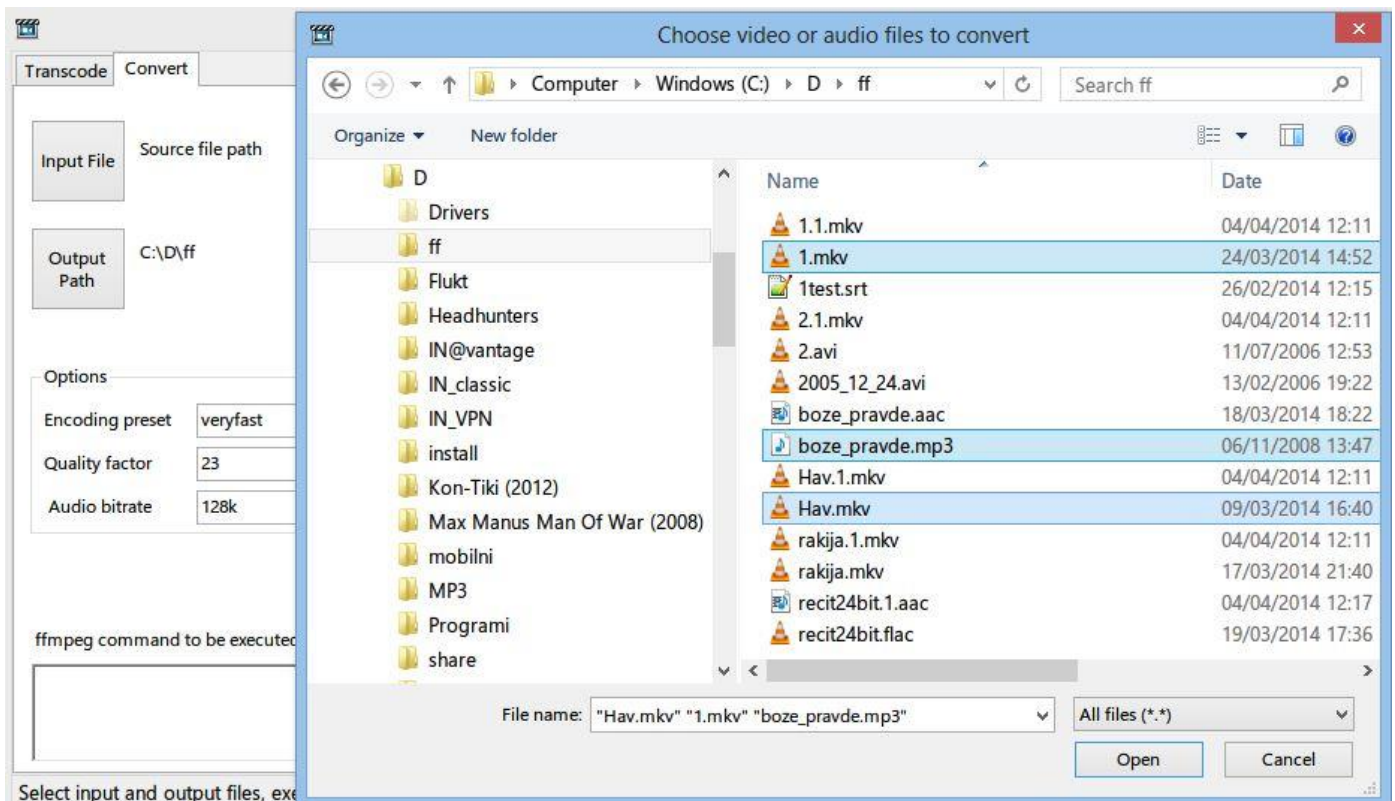 Choose video or audio files to convert
Transcode Convert
Input File
Source file path
Output Path
C:\D\ff
Options
Encoding preset veryfast
Quality factor 23
Audio bitrate 128k
ffmpeg command to be executed
Select input and output files, exe
Computer Windows (C:) D ff
Search ff
Organize New folder
D
Drivers
ff
Flukt
Headhunters
IN@vantage
IN_classic
IN_VPN
install
Kon-Tiki (2012)
Max Manus Man Of War (2008)
mobilni
MP3
Programi
share
Name Date
1.1.mkv 04/04/2014 12:11
1.mkv 24/03/2014 14:52
1test.srt 26/02/2014 12:15
2.1.mkv 04/04/2014 12:11
2.avi 11/07/2006 12:53
2005_12_24.avi 13/02/2006 19:22
boze_pravde.aac 18/03/2014 18:22
boze_pravde.mp3 06/11/2008 13:47
Hav.1.mkv 04/04/2014 12:11
Hav.mkv 09/03/2014 16:40
rakija.1.mkv 04/04/2014 12:11
rakija.mkv 17/03/2014 21:40
recit24bit.1.aac 04/04/2014 12:17
recit24bit.flac 19/03/2014 17:36
File name: "Hav.mkv" "1.mkv" "boze_pravde.mp3"
All files (*.*)
Open Cancel